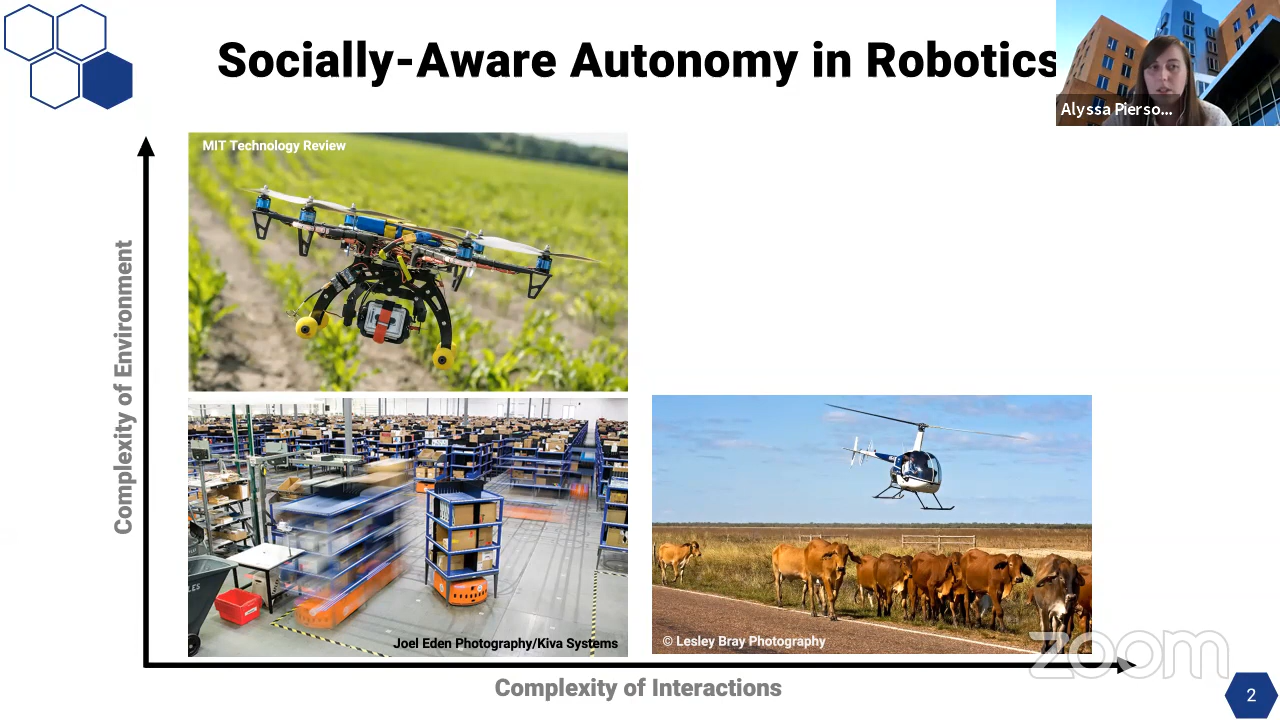 Socially-Aware Autonomy in Robotics
Alyssa Pierso...
MIT Technology Review
Complexity of Environment
Joel Eden Photography/Kiva Systems
© Lesley Bray Photography
zoom
Complexity of Interactions
2